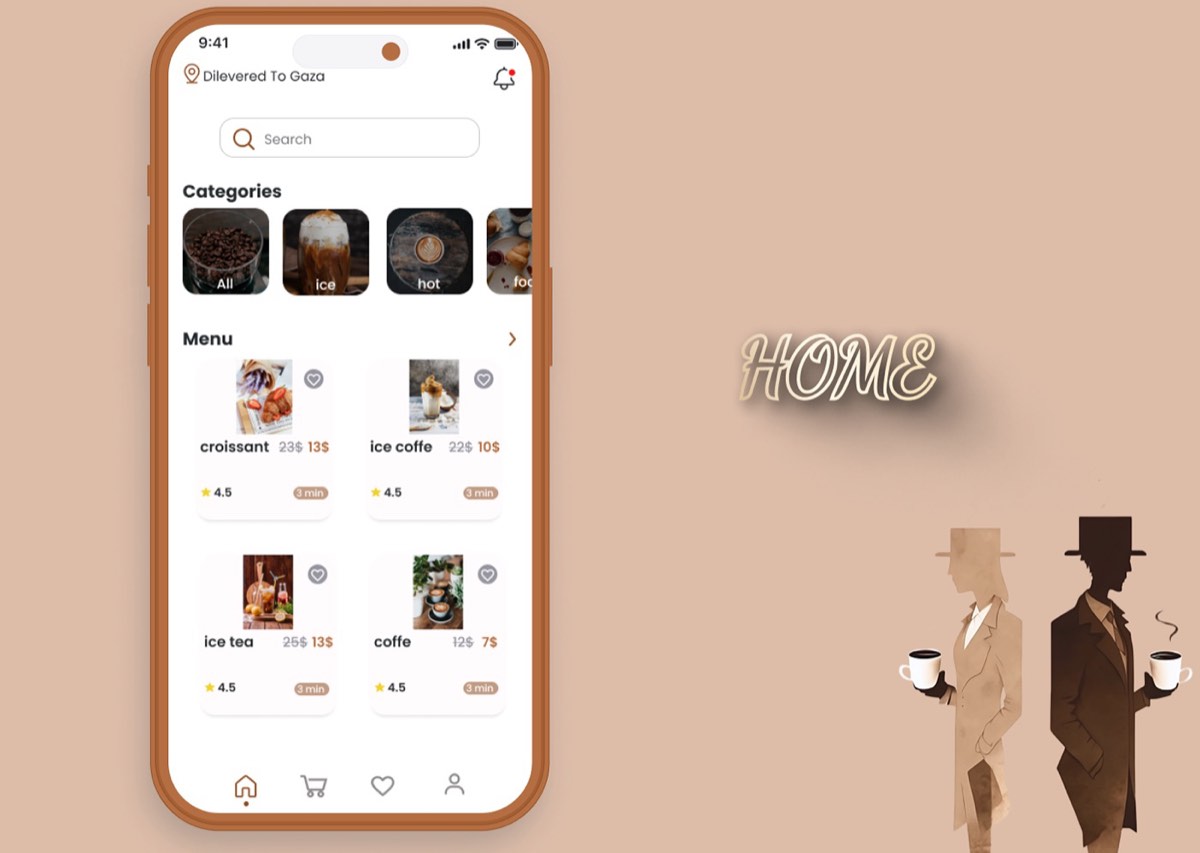 9:41
Dilevered To Gaza
Search
Categories
All
ice
hot
foo
Menu
croissant 23$ 13$
4.5 3 min
ice coffe 22$ 10$
4.5 3 min
ice tea 25$ 13$
4.5 3 min
coffe 12$ 7$
4.5 3 min
HOME